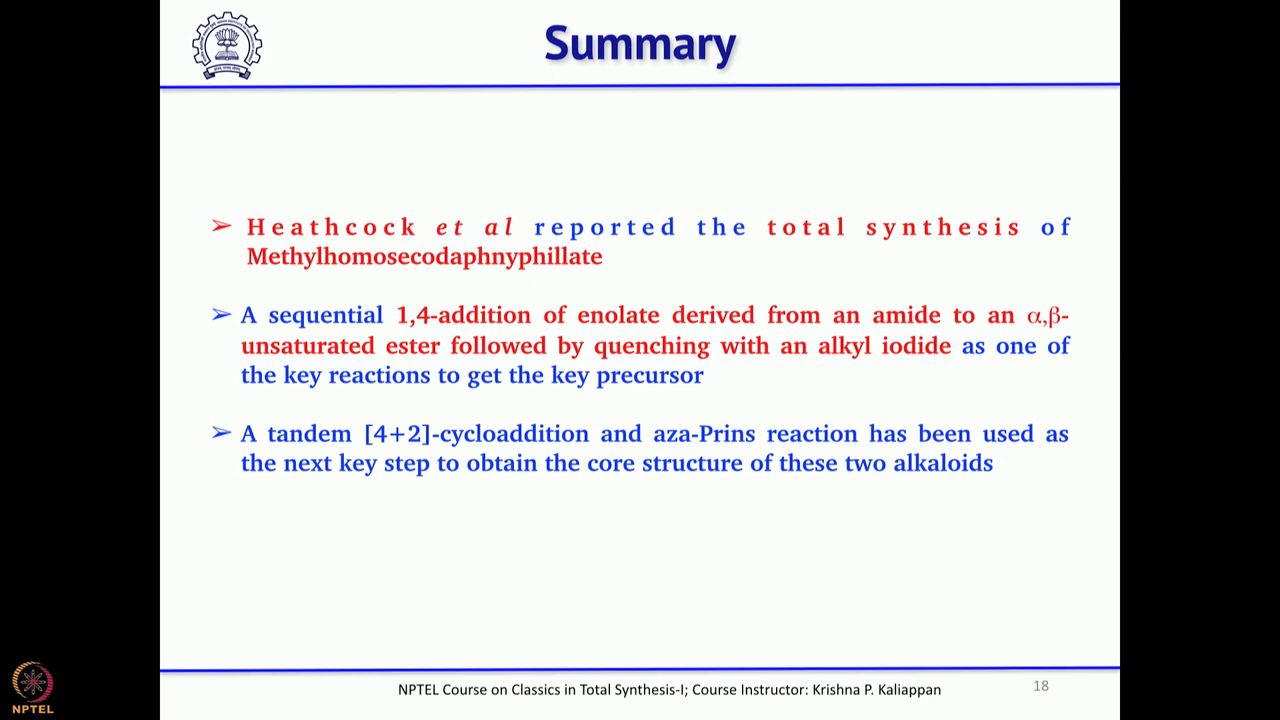 Summary
➢ Heathcock et al reported the total synthesis of
Methylhomosecodaphnyphillate
➢ A sequential 1,4-addition of enolate derived from an amide to an α,β-
unsaturated ester followed by quenching with an alkyl iodide as one of
the key reactions to get the key precursor
➢ A tandem [4+2]-cycloaddition and aza-Prins reaction has been used as
the next key step to obtain the core structure of these two alkaloids
NPTEL Course on Classics in Total Synthesis-I; Course Instructor: Krishna P. Kaliappan
18
NPTEL